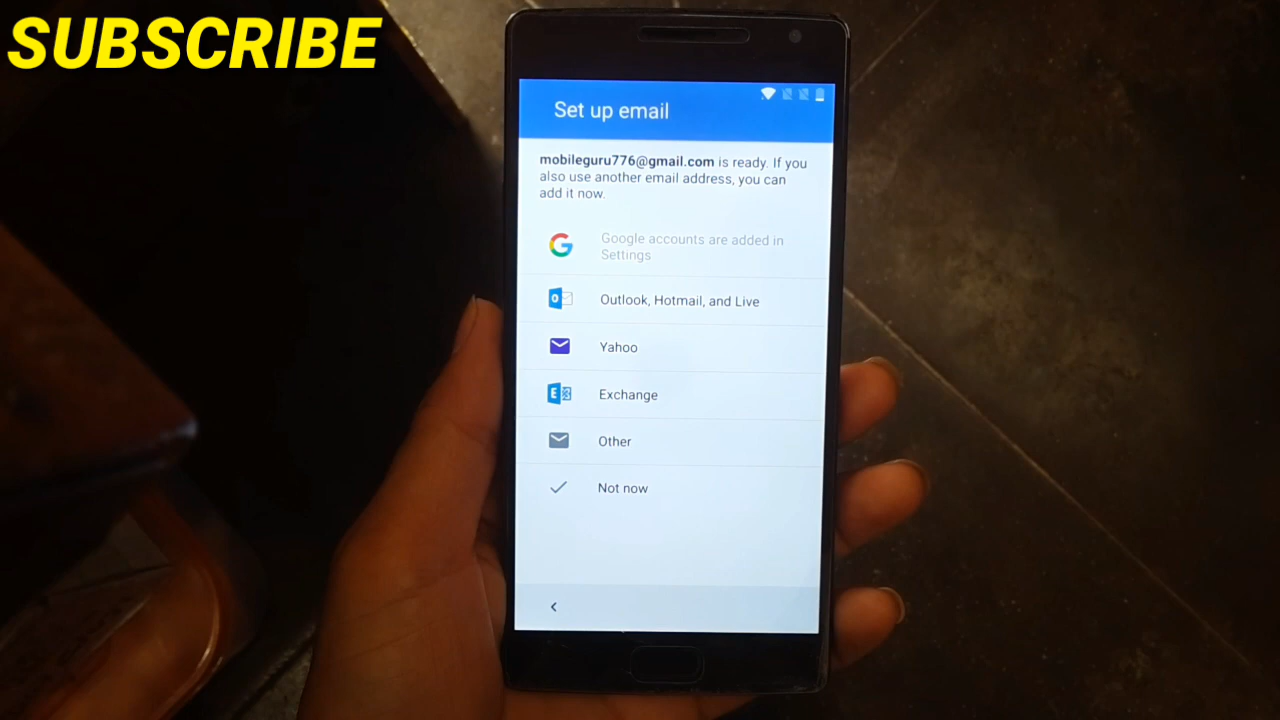 SUBSCRIBE
Set up email
mobileguru776@gmail.com is ready. If you
also use another email address, you can
add it now.
Google accounts are added in
Settings
Outlook, Hotmail, and Live
Yahoo
Exchange
Other
Not now